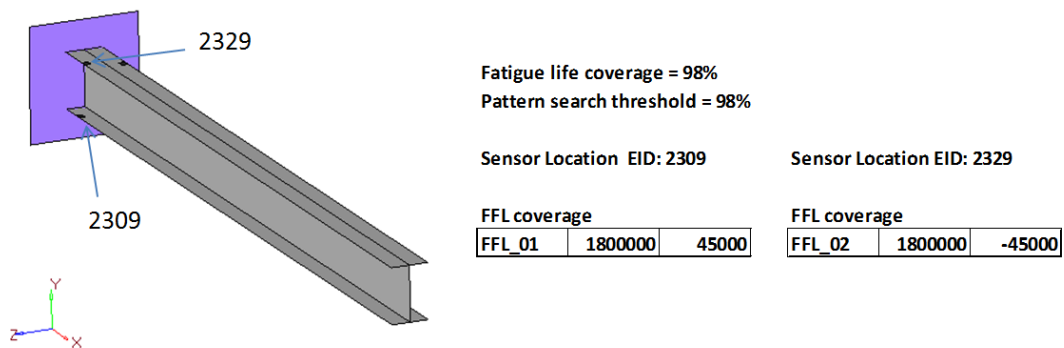 2329
2309
Y
Z
X
Fatigue life coverage = 98%
Pattern search threshold = 98%
Sensor Location EID: 2309
FFL coverage
FFL_01 1800000 45000
Sensor Location EID: 2329
FFL coverage
FFL_02 1800000 -45000